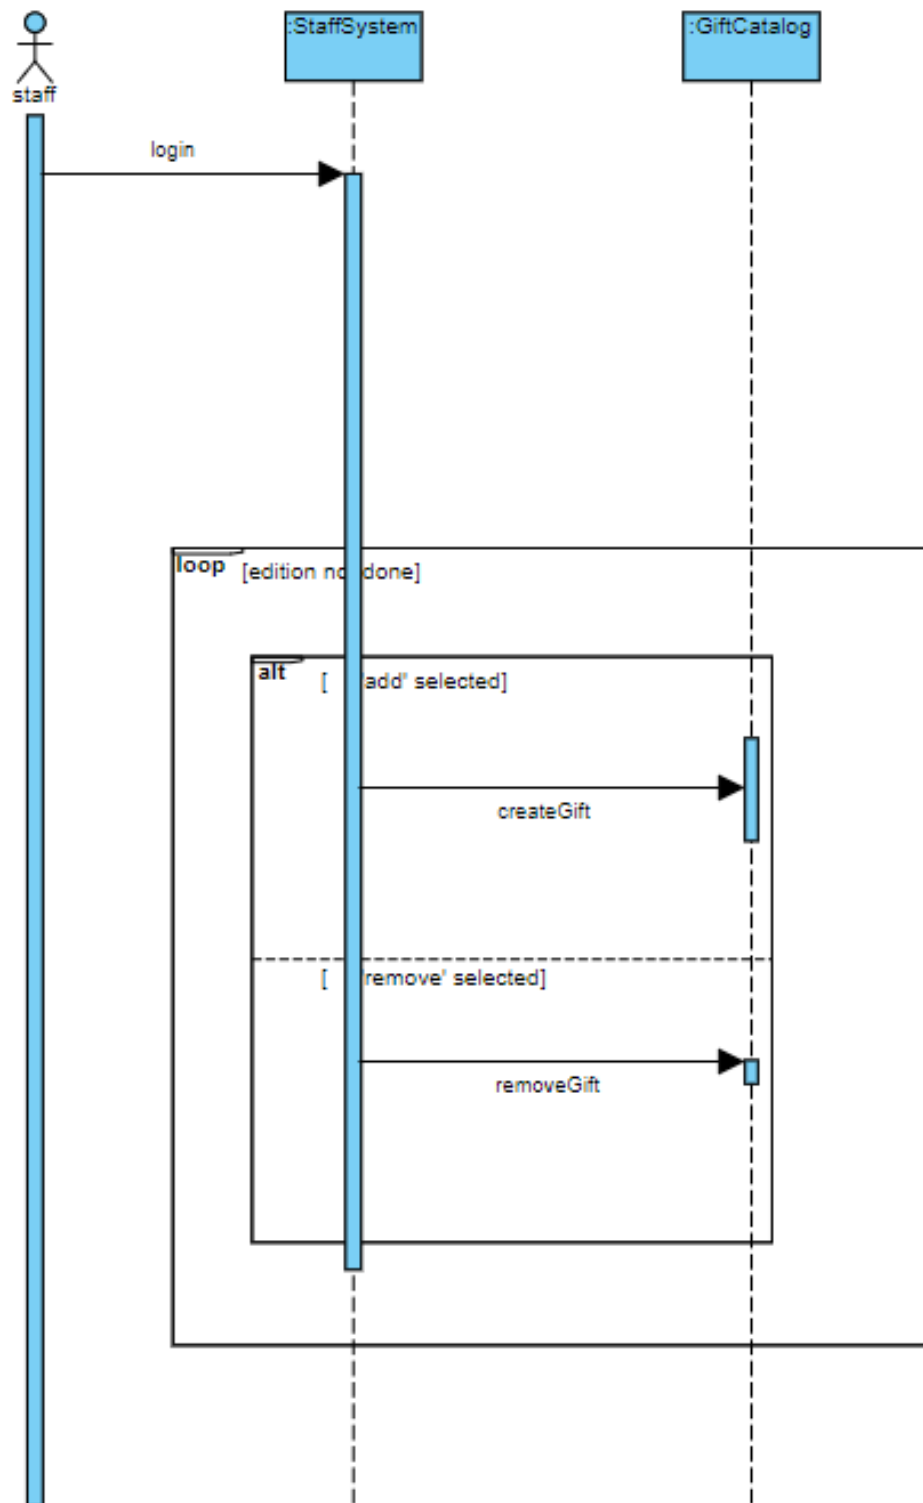 :StaffSystem
:GiftCatalog
staff
login
loop
[edition no done]
alt
[ 'add' selected]
createGift
[ 'remove' selected]
removeGift